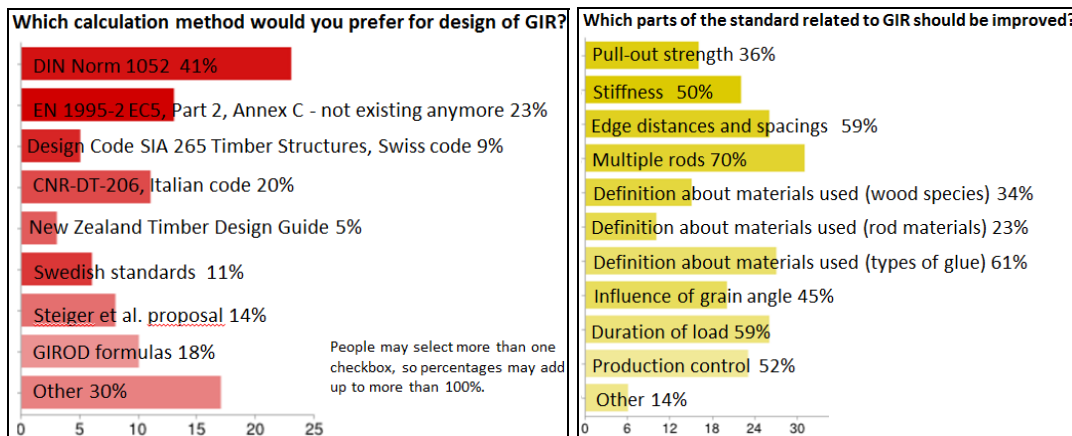 Which calculation method would you prefer for design of GIR?
DIN Norm 1052 41%
EN 1995-2 EC5, Part 2, Annex C - not existing anymore 23%
Design Code SIA 265 Timber Structures, Swiss code 9%
CNR-DT-206, Italian code 20%
New Zealand Timber Design Guide 5%
Swedish standards 11%
Steiger et al. proposal 14%
GIROD formulas 18%
Other 30%
People may select more than one
checkbox, so percentages may add
up to more than 100%.
0 5 10 15 20 25
Which parts of the standard related to GIR should be improved?
Pull-out strength 36%
Stiffness 50%
Edge distances and spacings 59%
Multiple rods 70%
Definition about materials used (wood species) 34%
Definition about materials used (rod materials) 23%
Definition about materials used (types of glue) 61%
Influence of grain angle 45%
Duration of load 59%
Production control 52%
Other 14%
0 6 12 18 24 30